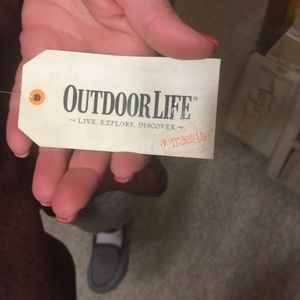 OUTDOORLIFE®
~ LIVE. EXPLORE. DISCOVER. ~